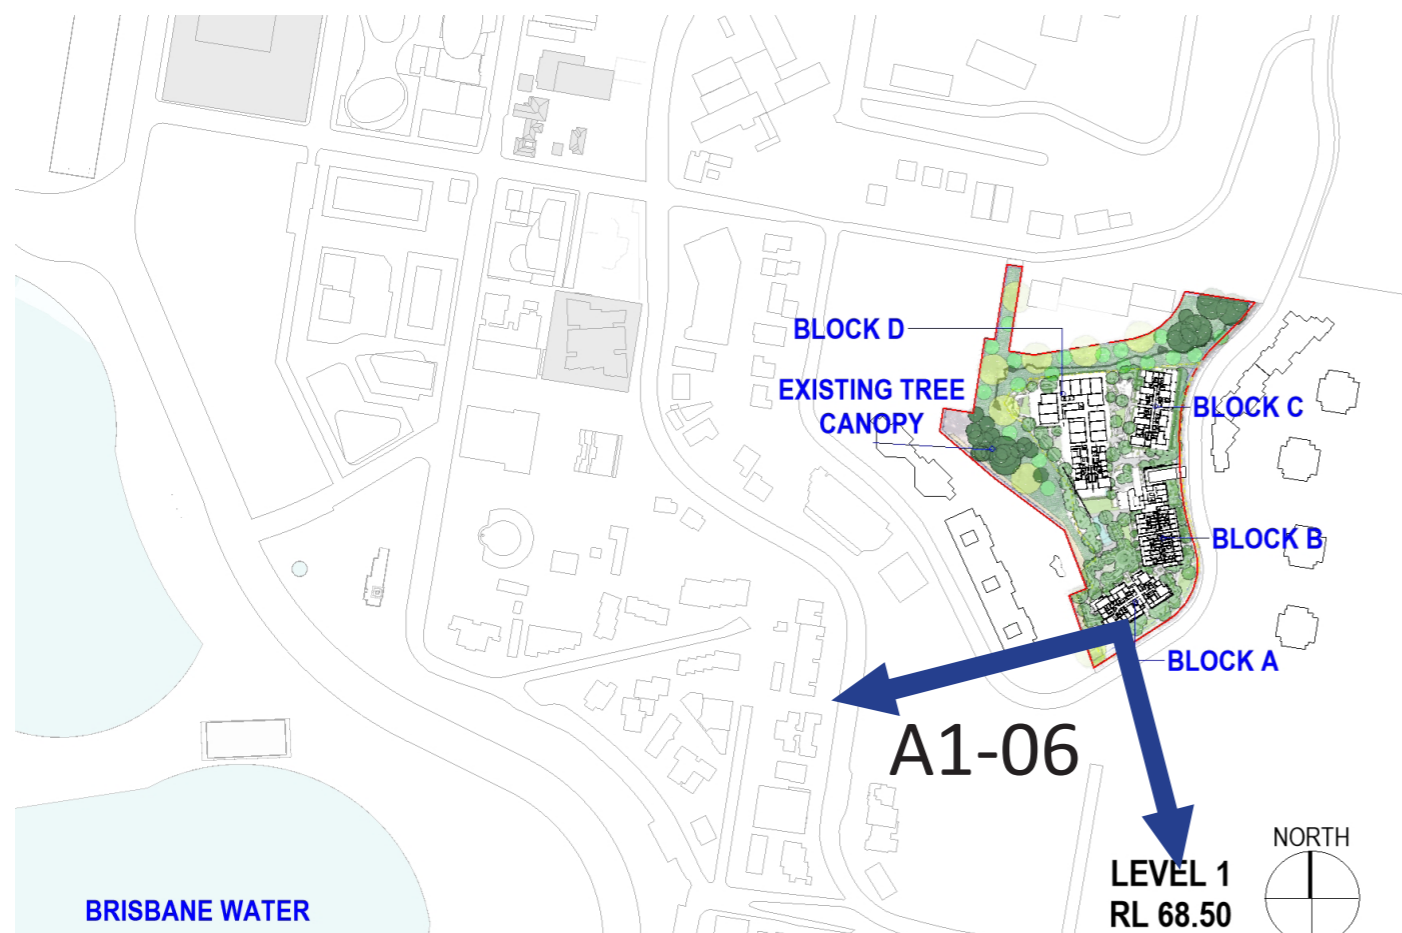 BLOCK D
EXISTING TREE
CANOPY
BLOCK C
BLOCK B
BLOCK A
A1-06
NORTH
LEVEL 1
RL 68.50
BRISBANE WATER